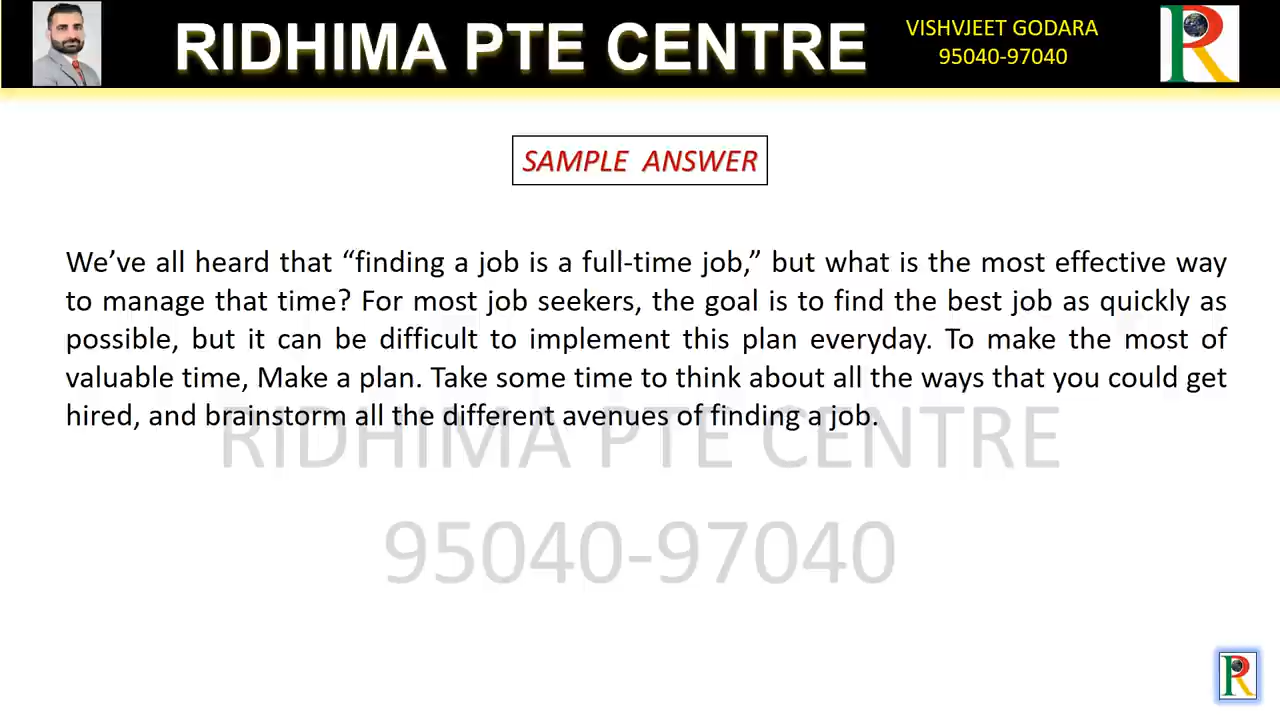 RIDHIMA PTE CENTRE
VISHVJEET GODARA
95040-97040
SAMPLE ANSWER
We’ve all heard that “finding a job is a full-time job,” but what is the most effective way
to manage that time? For most job seekers, the goal is to find the best job as quickly as
possible, but it can be difficult to implement this plan everyday. To make the most of
valuable time, Make a plan. Take some time to think about all the ways that you could get
hired, and brainstorm all the different avenues of finding a job.
RIDHIMA PTE CENTRE
95040-97040